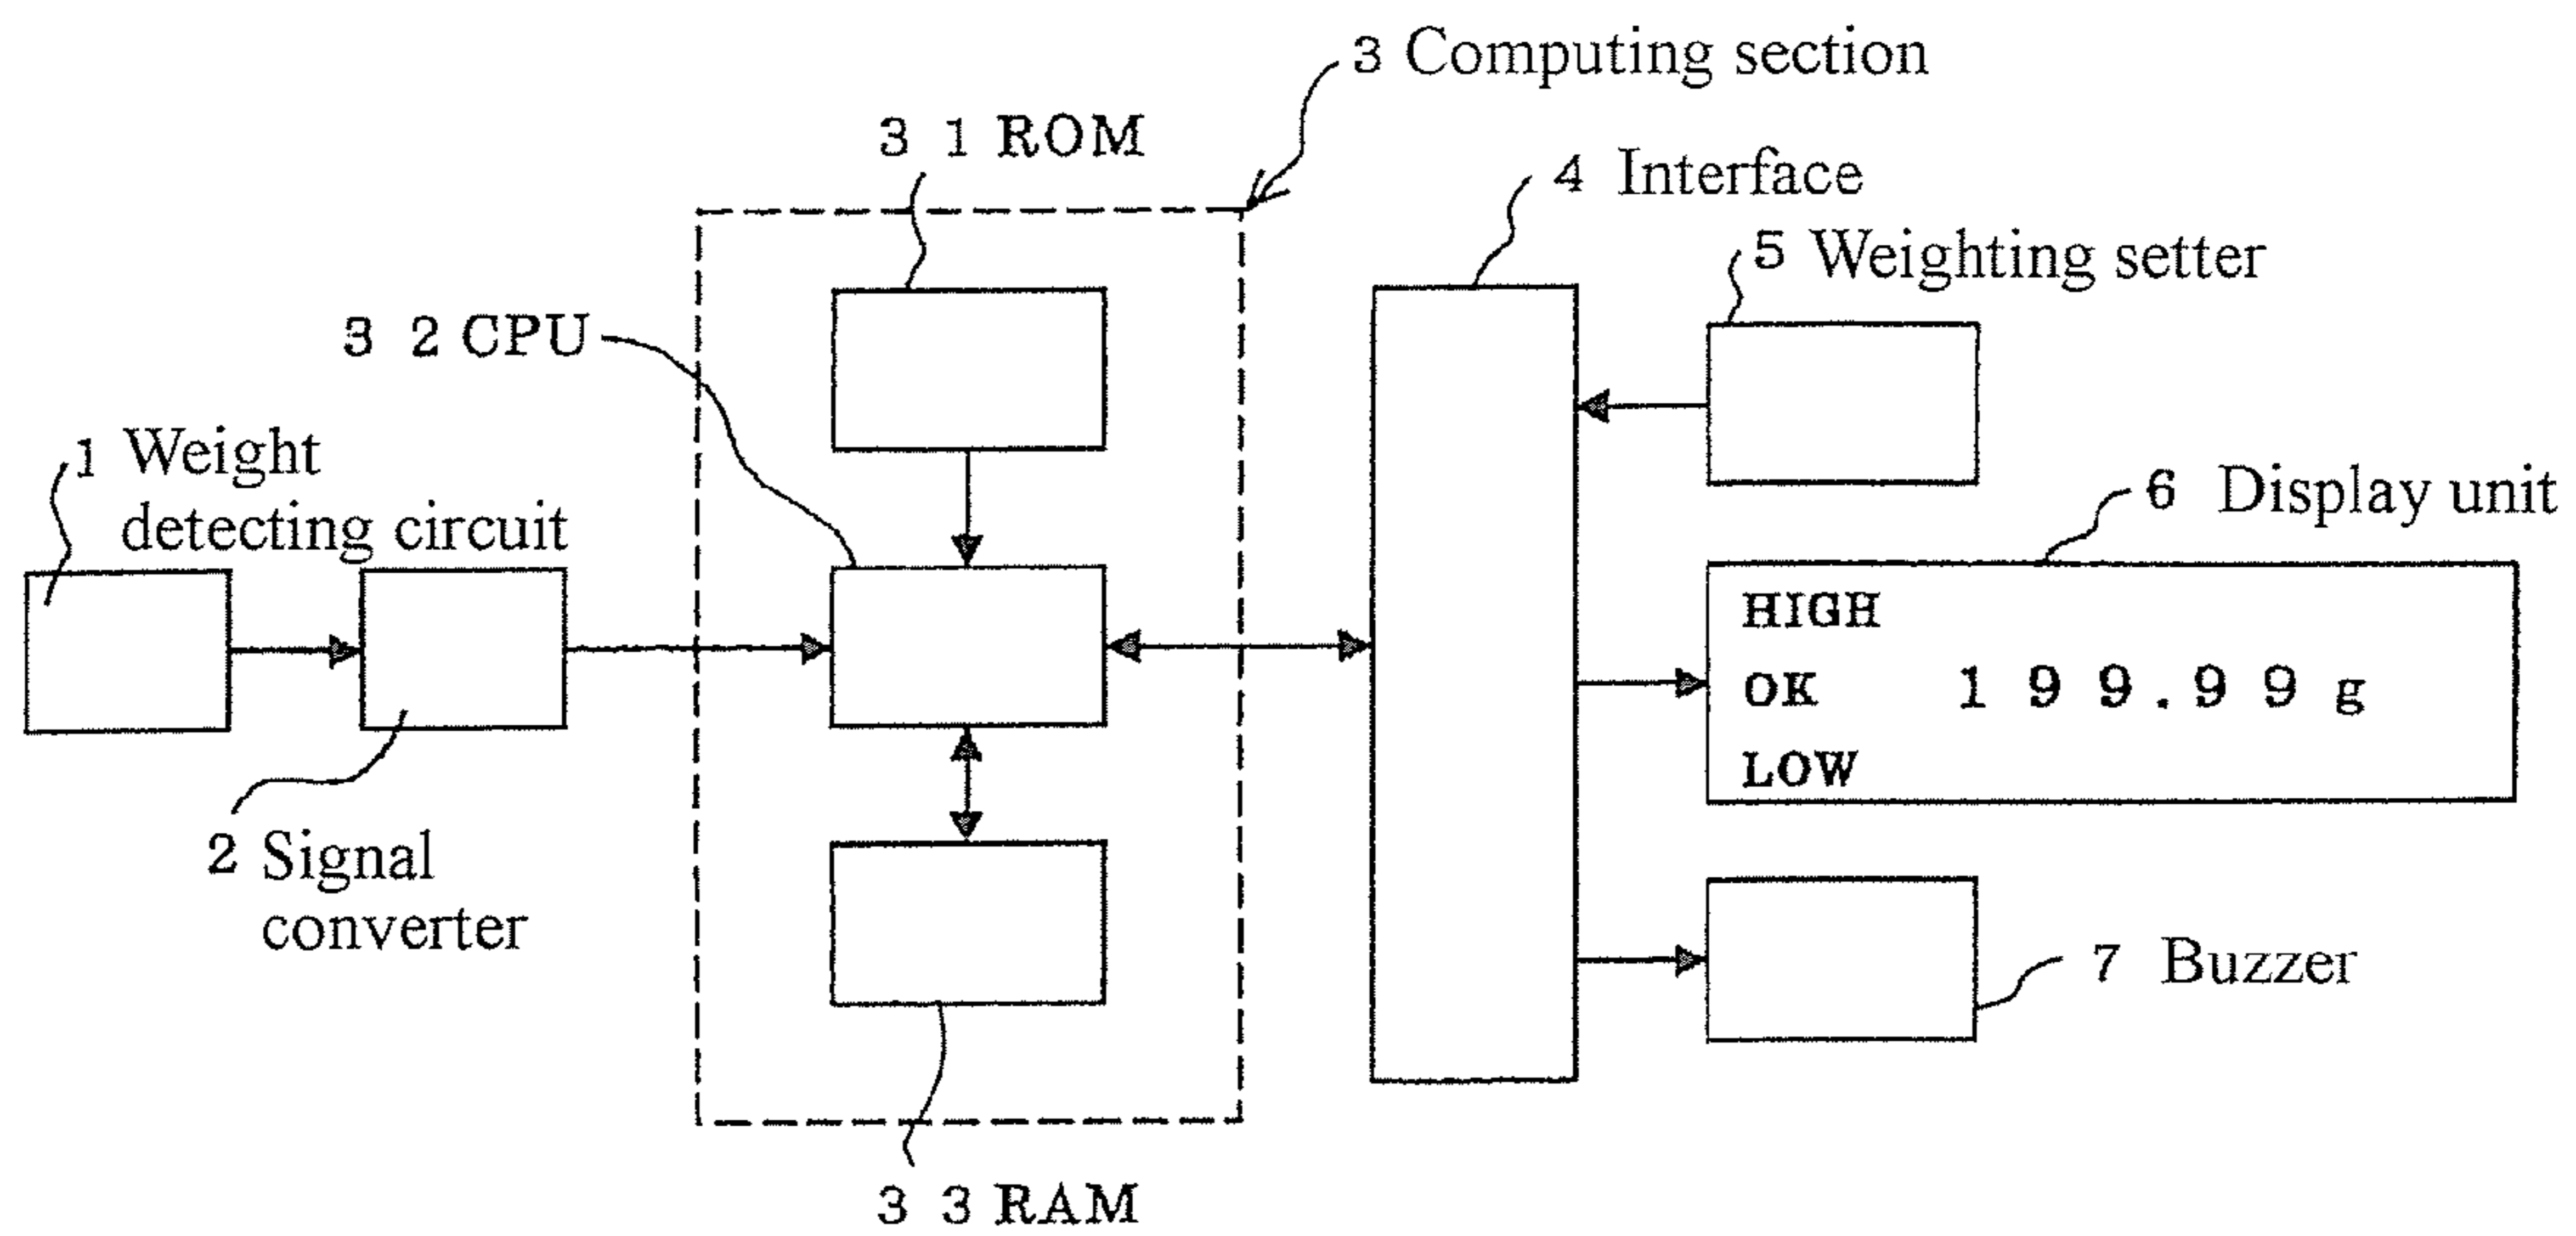 3 Computing section
3 1 ROM
4 Interface
5 Weighting setter
3 2 CPU
1 Weight
detecting circuit
6 Display unit
HIGH
OK 1 9 9 . 9 9 g
LOW
2 Signal
converter
7 Buzzer
3 3 RAM